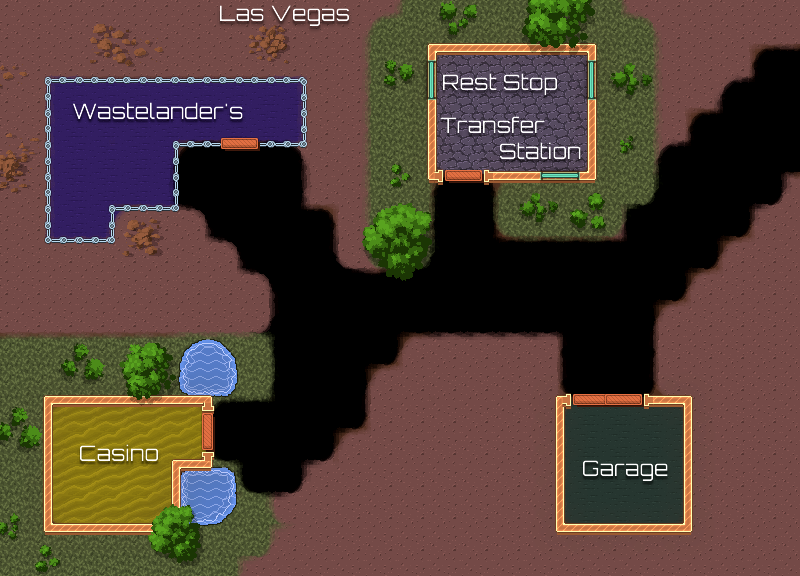 Las Vegas
Wastelander's
Rest Stop
Transfer
Station
Casino
Garage